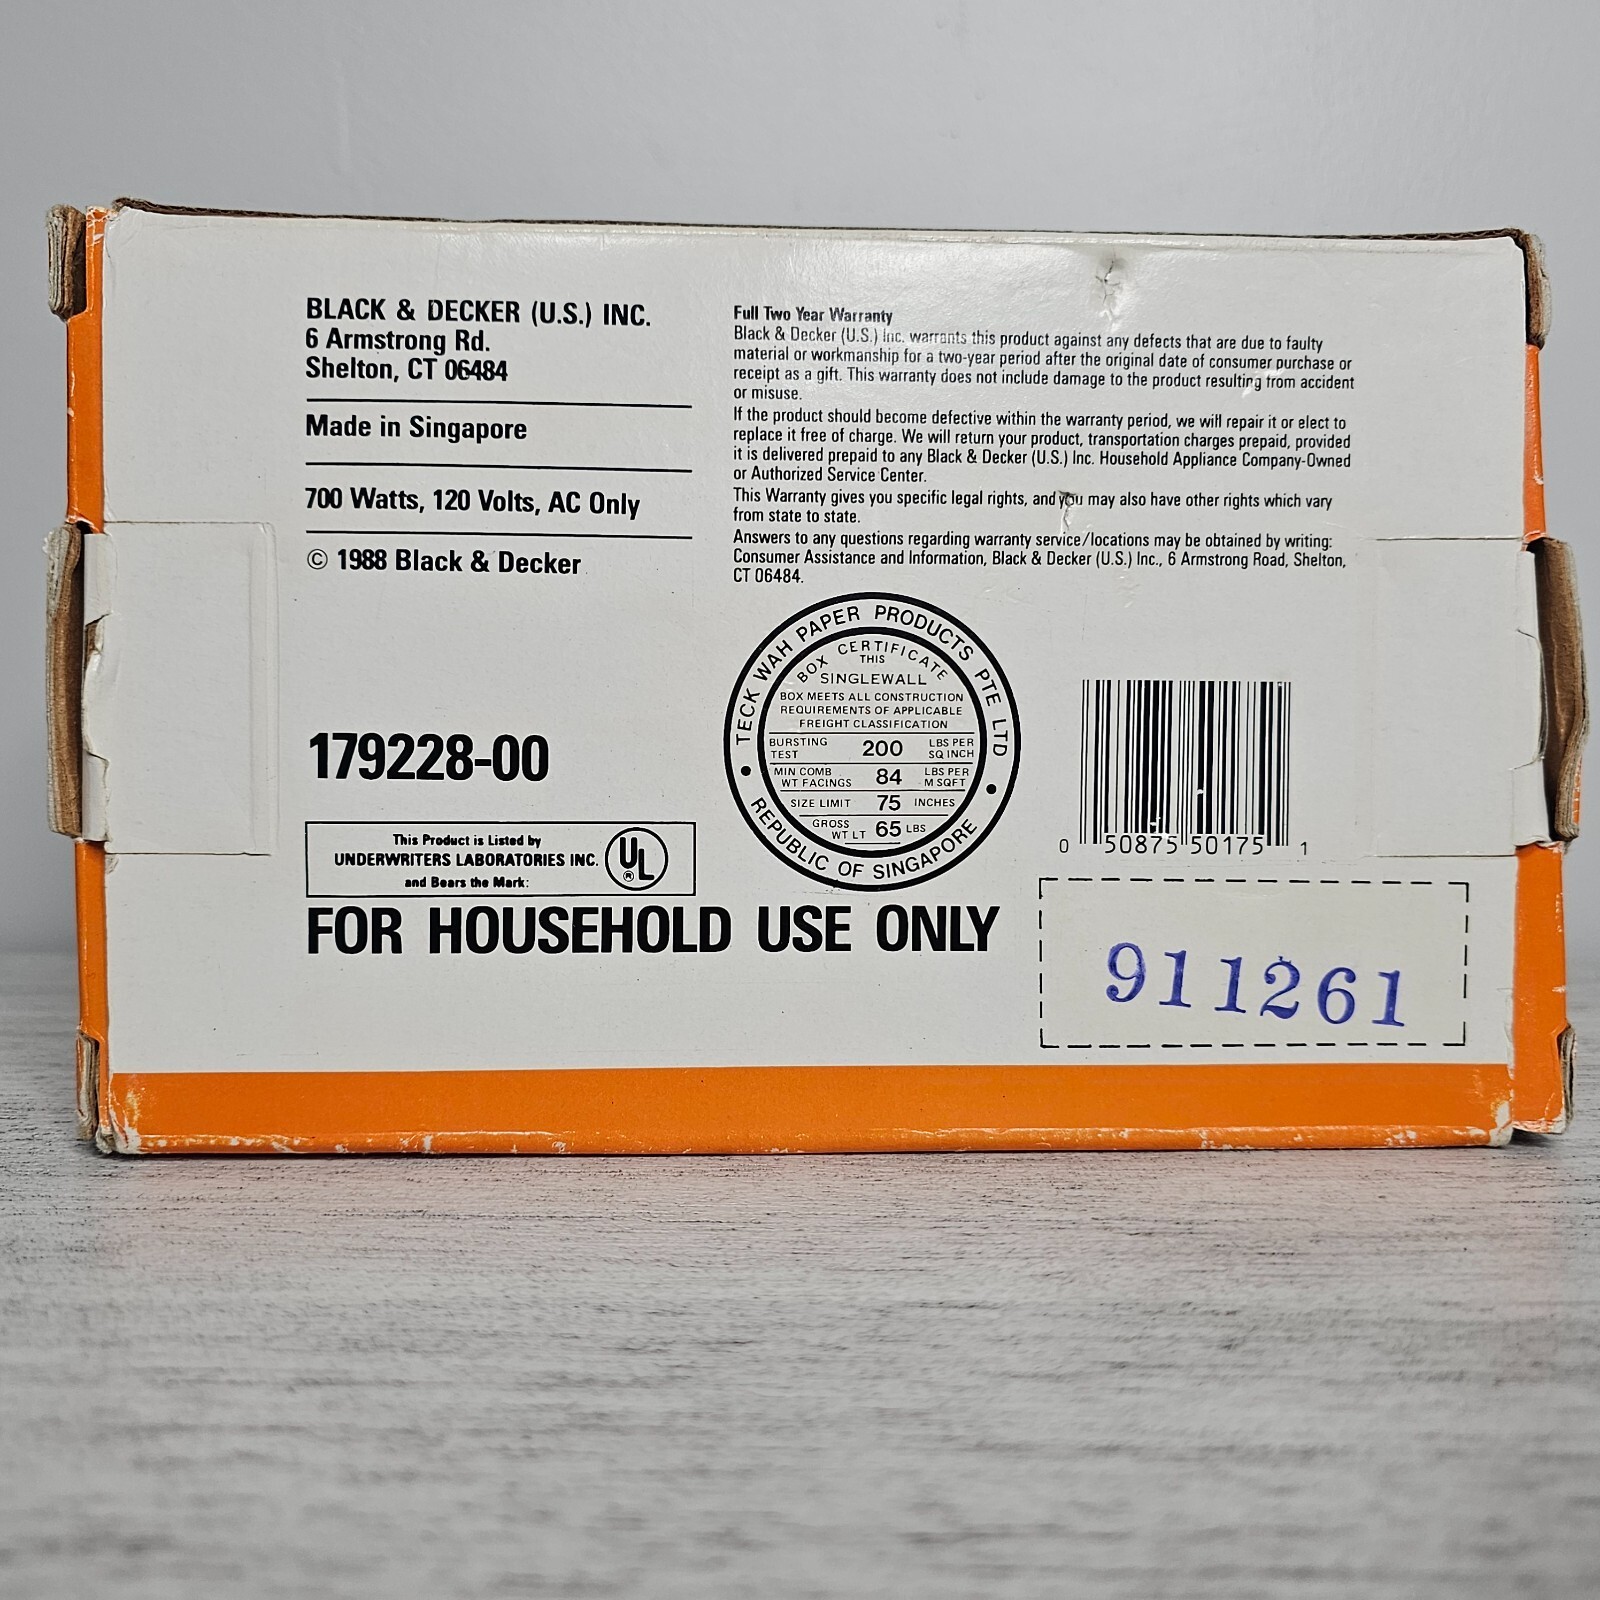 BLACK & DECKER (U.S.) INC.
6 Armstrong Rd.
Shelton, CT 06484
Made in Singapore
700 Watts, 120 Volts, AC Only
© 1988 Black & Decker
179228-00
This Product is Listed by
UNDERWRITERS LABORATORIES INC.
and Bears the Mark:
UL
®
FOR HOUSEHOLD USE ONLY
Full Two Year Warranty
Black & Decker (U.S.) Inc. warrants this product against any defects that are due to faulty
material or workmanship for a two-year period after the original date of consumer purchase or
receipt as a gift. This warranty does not include damage to the product resulting from accident
or misuse.
If the product should become defective within the warranty period, we will repair it or elect to
replace it free of charge. We will return your product, transportation charges prepaid, provided
it is delivered prepaid to any Black & Decker (U.S.) Inc. Household Appliance Company-Owned
or Authorized Service Center.
This Warranty gives you specific legal rights, and you may also have other rights which vary
from state to state.
Answers to any questions regarding warranty service/locations may be obtained by writing:
Consumer Assistance and Information, Black & Decker (U.S.) Inc., 6 Armstrong Road, Shelton,
CT 06484.
TECK WAH PAPER PRODUCTS PTE LTD
BOX CERTIFICATE
THIS
SINGLEWALL
BOX MEETS ALL CONSTRUCTION
REQUIREMENTS OF APPLICABLE
FREIGHT CLASSIFICATION
BURSTING TEST 200 LBS PER SQ INCH
MIN COMB WT FACINGS 84 LBS PER M SQFT
SIZE LIMIT 75 INCHES
GROSS WT LT 65 LBS
REPUBLIC OF SINGAPORE
0 50875 50175 1
911261